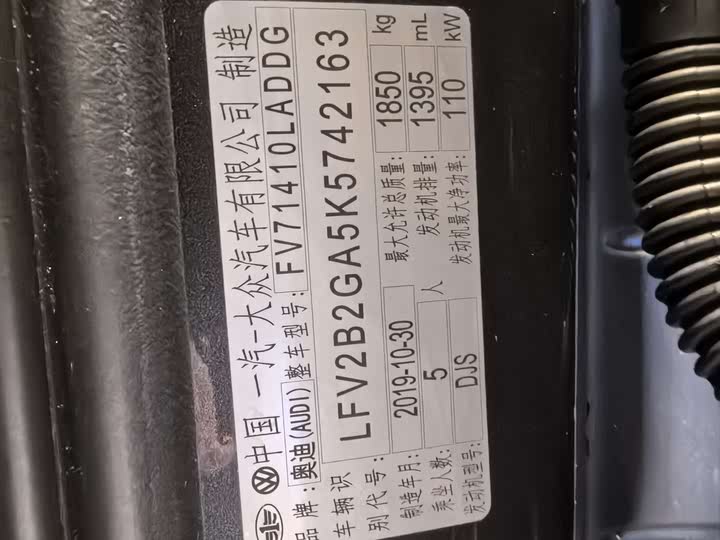 中国 一汽-大众汽车有限公司 制造
品牌:奥迪(AUDI) 整车型号: FV71410LADDG
车辆识别代号: LFV2B2GA5K5742163
制造年月: 2019-10-30 最大允许总质量: 1850 kg
乘坐人数: 5 人 发动机排量: 1395 mL
发动机型号: DJS 发动机最大净功率: 110 kW